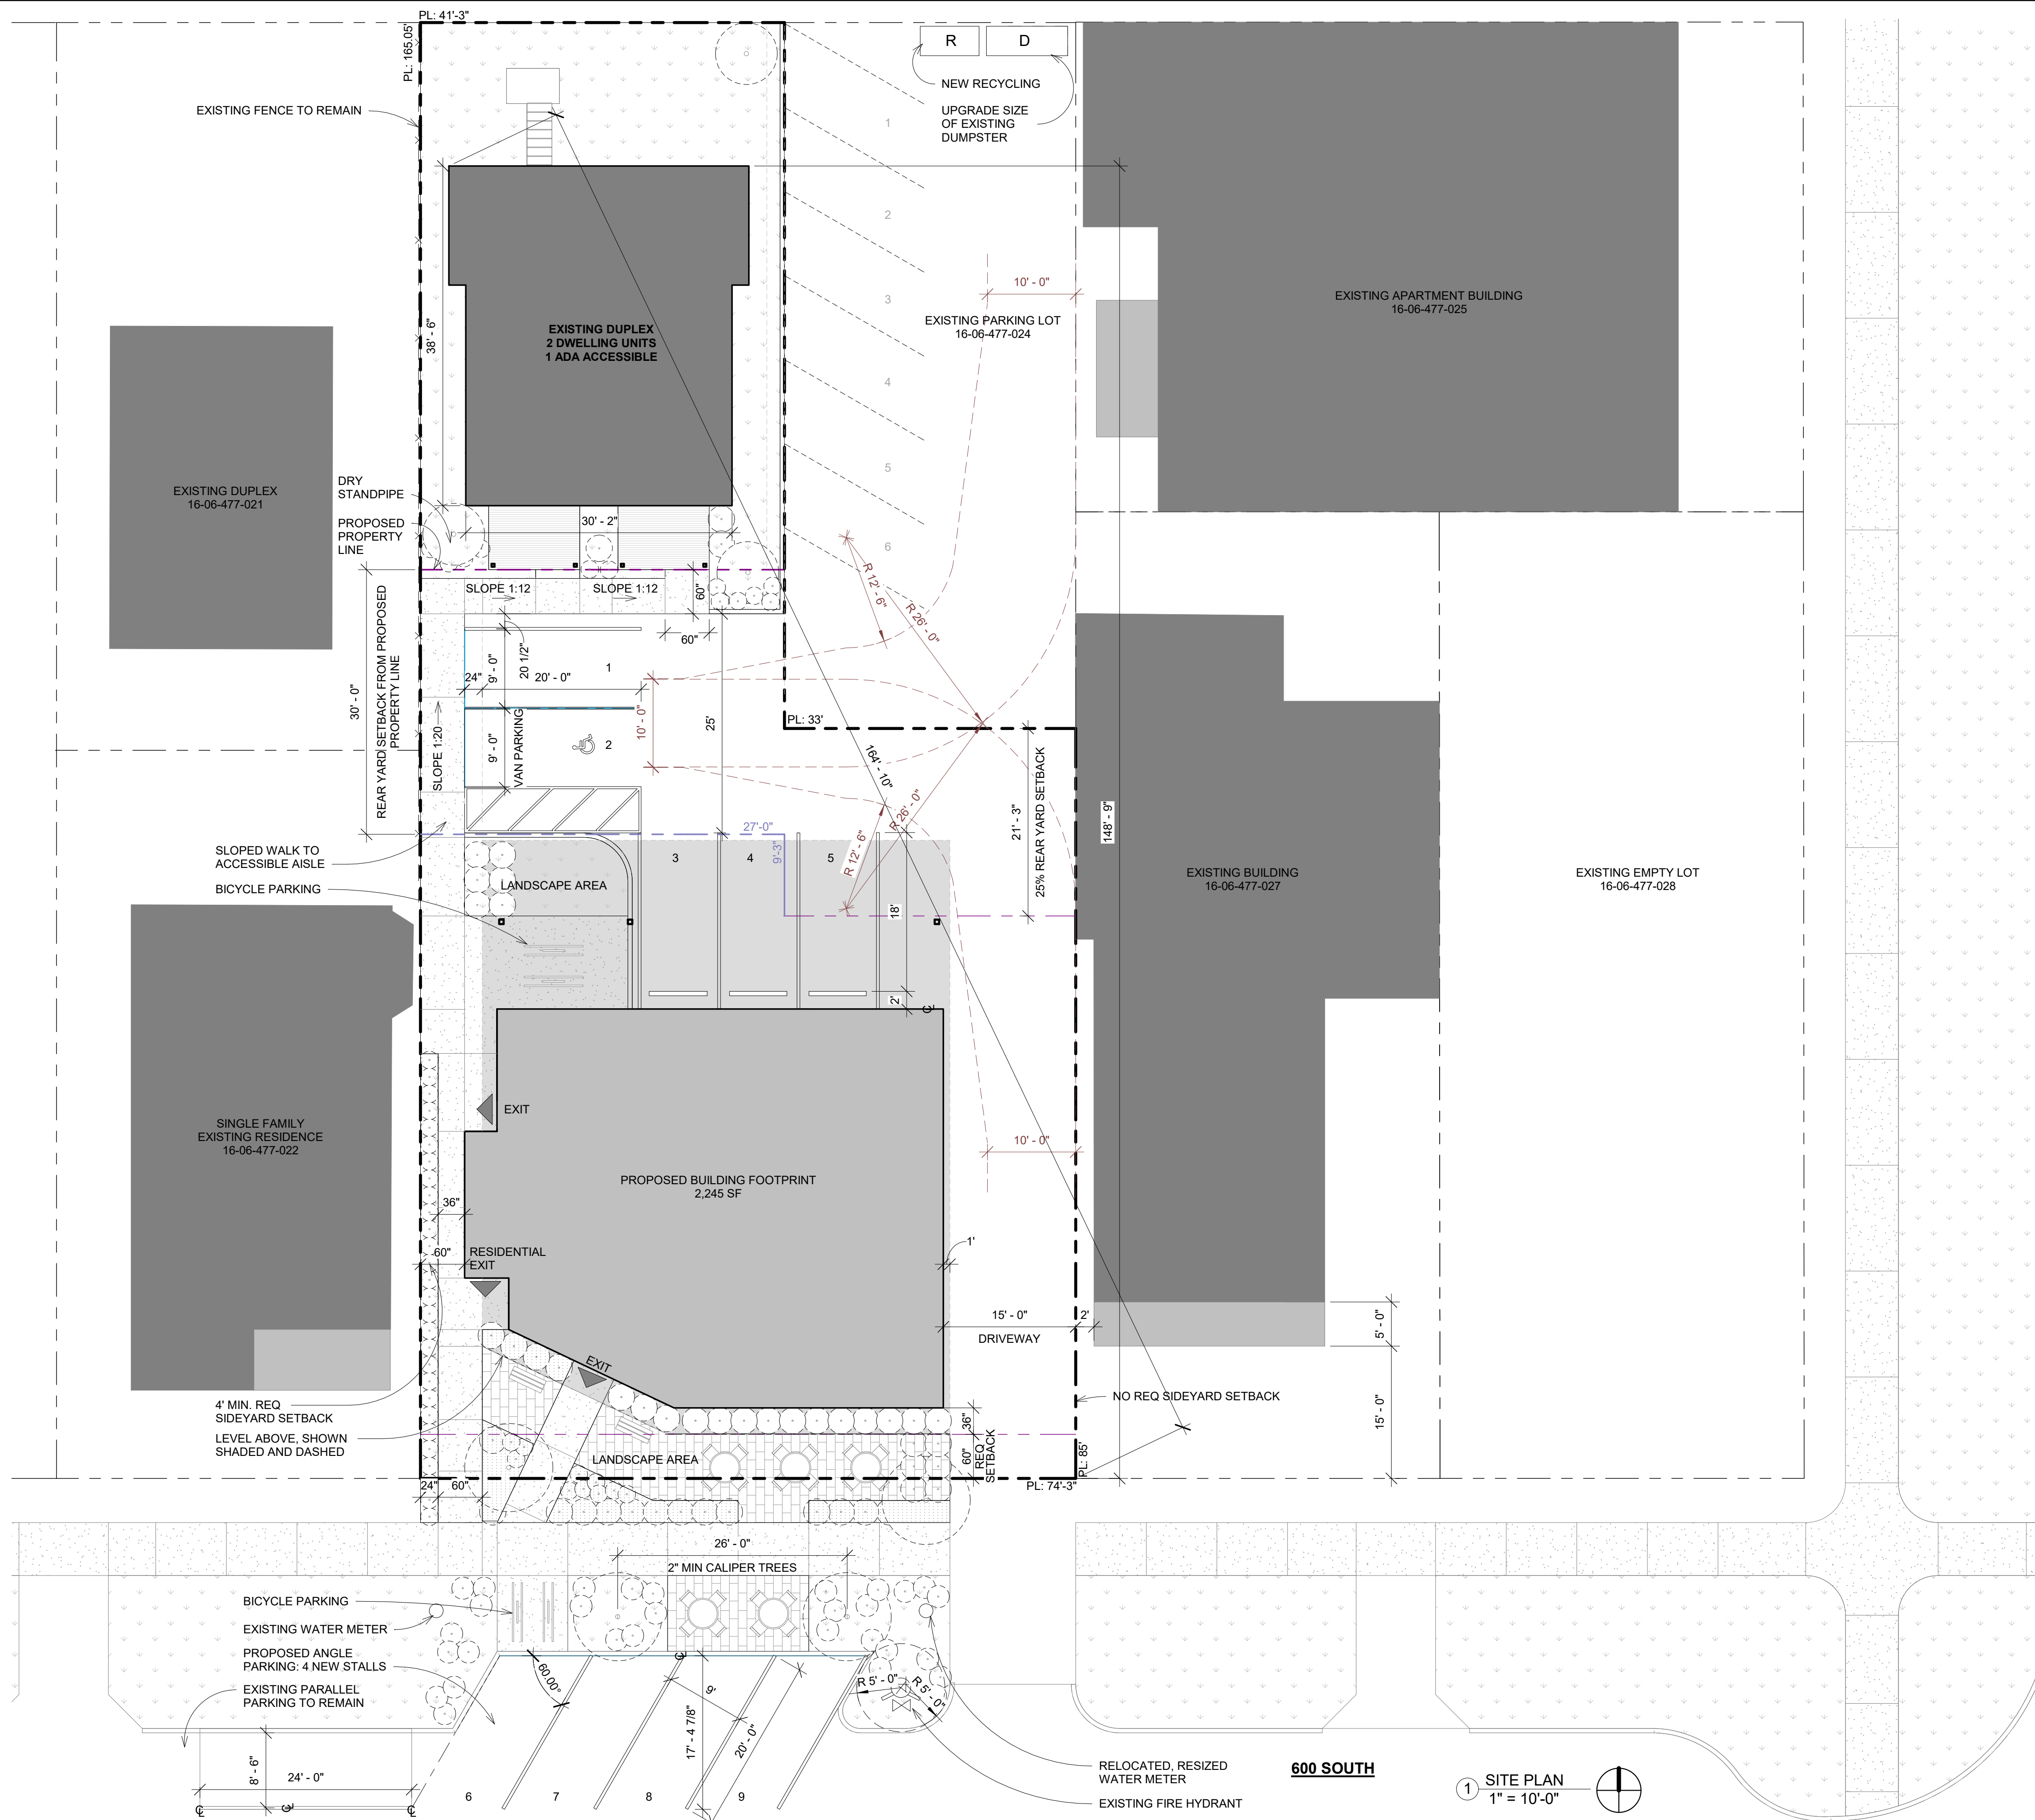 PL: 41'-3"
PL: 165.05'
R
D
NEW RECYCLING
UPGRADE SIZE
OF EXISTING
DUMPSTER
EXISTING FENCE TO REMAIN
1
2
3
4
5
6
10' - 0"
EXISTING PARKING LOT
16-06-477-024
EXISTING APARTMENT BUILDING
16-06-477-025
38' - 6"
EXISTING DUPLEX
2 DWELLING UNITS
1 ADA ACCESSIBLE
EXISTING DUPLEX
16-06-477-021
DRY
STANDPIPE
PROPOSED
PROPERTY
LINE
30' - 2"
SLOPE 1:12
SLOPE 1:12
60"
60"
R 12' - 6"
R 26' - 0"
30' - 0"
REAR YARD SETBACK FROM PROPOSED
PROPERTY LINE
SLOPE 1:20
24"
9' - 0"
20 1/2"
20' - 0"
1
10' - 0"
25'
9' - 0"
VAN PARKING
2
PL: 33'
164' - 10"
21' - 3"
25% REAR YARD SETBACK
148' - 9"
R 26' - 0"
R 12' - 6"
27'-0"
9'-3"
SLOPED WALK TO
ACCESSIBLE AISLE
BICYCLE PARKING
LANDSCAPE AREA
3
4
5
18'
2'
EXISTING BUILDING
16-06-477-027
EXISTING EMPTY LOT
16-06-477-028
EXIT
SINGLE FAMILY
EXISTING RESIDENCE
16-06-477-022
PROPOSED BUILDING FOOTPRINT
2,245 SF
10' - 0"
36"
60"
RESIDENTIAL
EXIT
1'
15' - 0"
DRIVEWAY
2'
5' - 0"
15' - 0"
EXIT
4' MIN. REQ
SIDEYARD SETBACK
LEVEL ABOVE, SHOWN
SHADED AND DASHED
NO REQ SIDEYARD SETBACK
36"
60"
REQ
SETBACK
LANDSCAPE AREA
PL: 85'
PL: 74'-3"
24"
60"
26' - 0"
2" MIN CALIPER TREES
BICYCLE PARKING
EXISTING WATER METER
PROPOSED ANGLE
PARKING: 4 NEW STALLS
EXISTING PARALLEL
PARKING TO REMAIN
60.00°
9'
17' - 4 7/8"
20' - 0"
R 5' - 0"
R 5' - 0"
8' - 6"
24' - 0"
6
7
8
9
RELOCATED, RESIZED
WATER METER
EXISTING FIRE HYDRANT
600 SOUTH
1
SITE PLAN
1" = 10'-0"